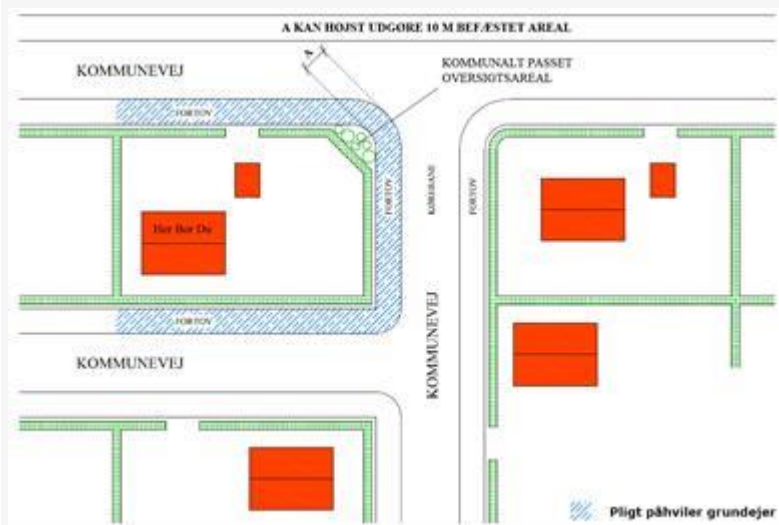 A KAN HØJST UDGØRE 10 M BEFÆSTET AREAL
KOMMUNEVEJ
A
KOMMUNALT PASSET
OVERSIGTSAREAL
FORTOV
FORTOV
KØREBANE
FORTOV
Her Bor Du
FORTOV
KOMMUNEVEJ
KOMMUNEVEJ
Pligt påhviler grundejer